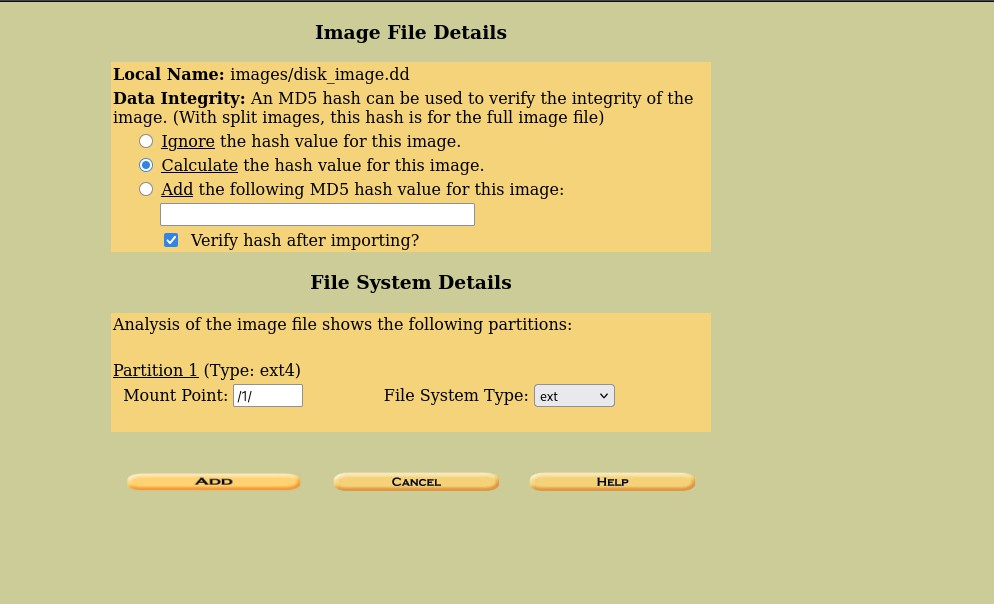 Image File Details
Local Name: images/disk_image.dd
Data Integrity: An MD5 hash can be used to verify the integrity of the
image. (With split images, this hash is for the full image file)
Ignore the hash value for this image.
Calculate the hash value for this image.
Add the following MD5 hash value for this image:
Verify hash after importing?
File System Details
Analysis of the image file shows the following partitions:
Partition 1 (Type: ext4)
Mount Point: /1/ File System Type: ext
ADD CANCEL HELP